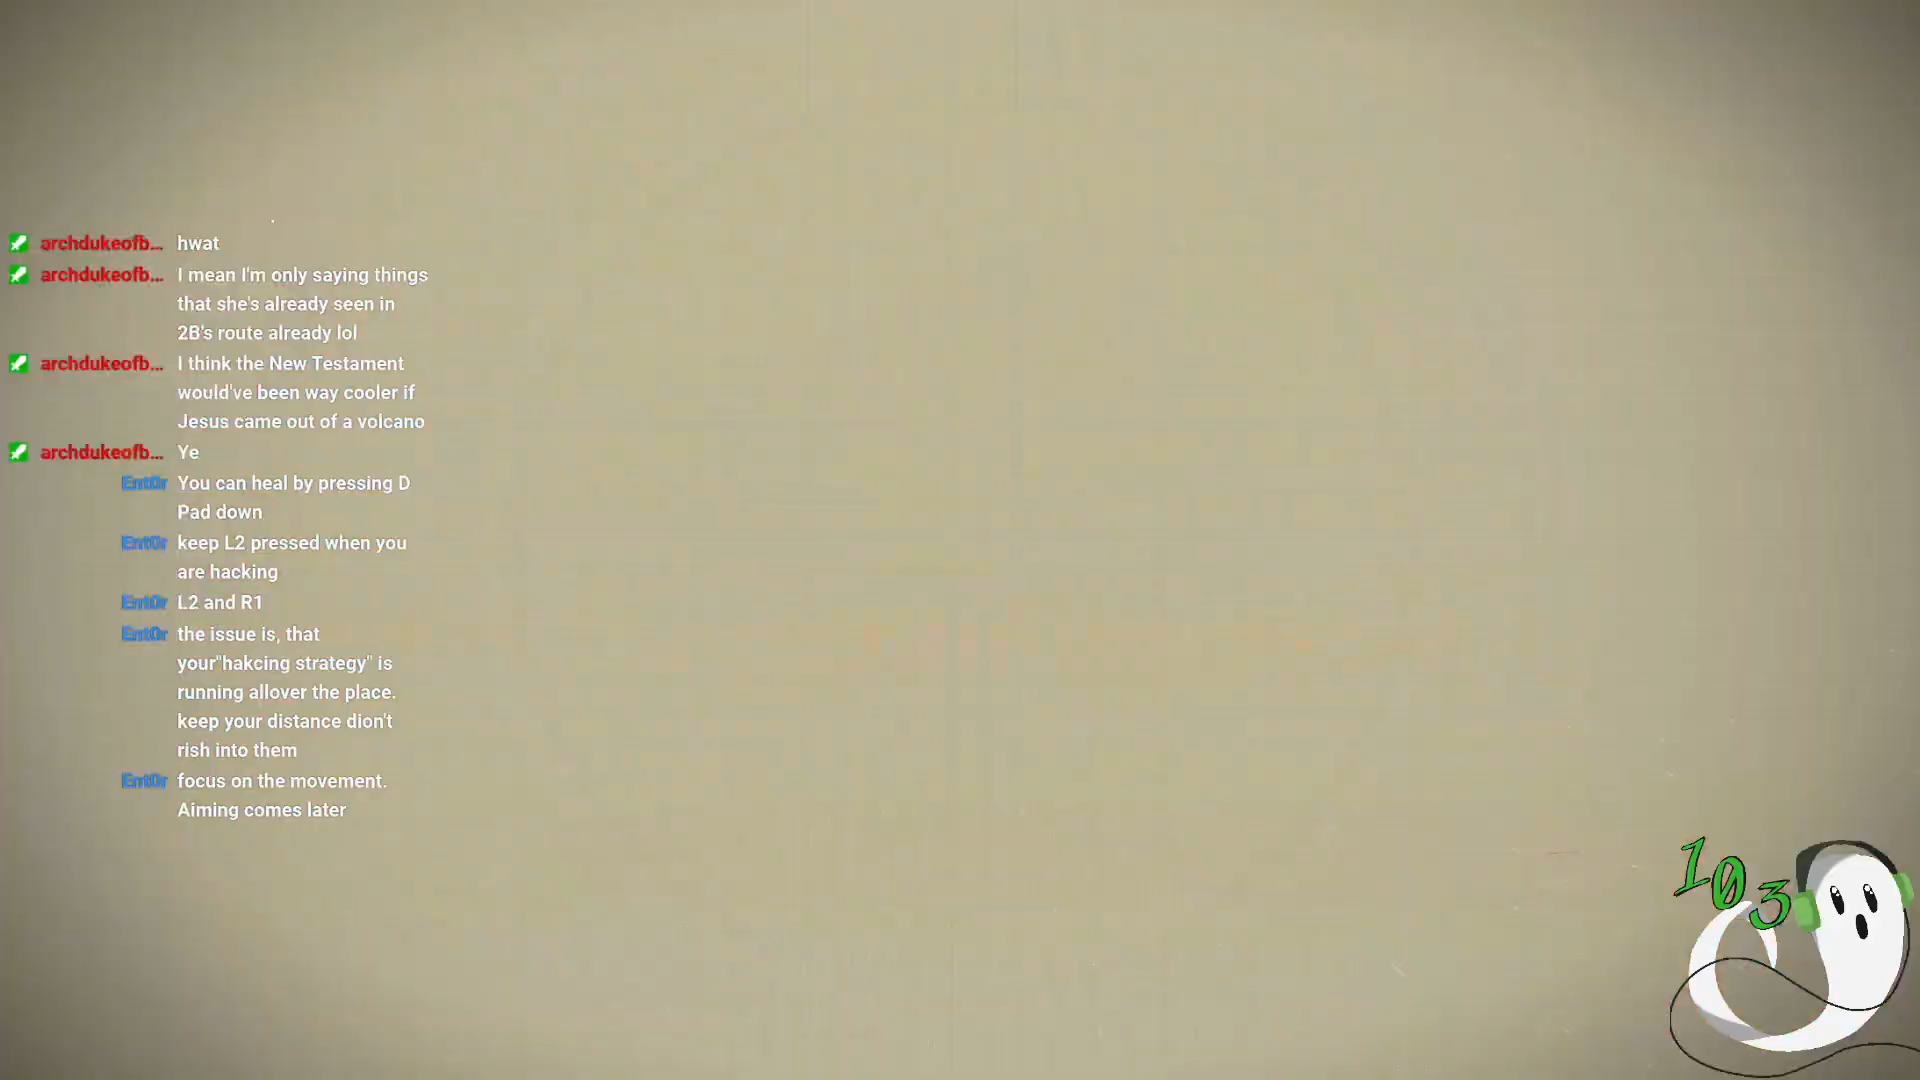 archdukeofb... hwat
archdukeofb... I mean I'm only saying things
that she's already seen in
2B's route already lol
archdukeofb... I think the New Testament
would've been way cooler if
Jesus came out of a volcano
archdukeofb... Ye
Ent0r You can heal by pressing D
Pad down
Ent0r keep L2 pressed when you
are hacking
Ent0r L2 and R1
Ent0r the issue is, that
your"hakcing strategy" is
running allover the place.
keep your distance dion't
rish into them
Ent0r focus on the movement.
Aiming comes later
103